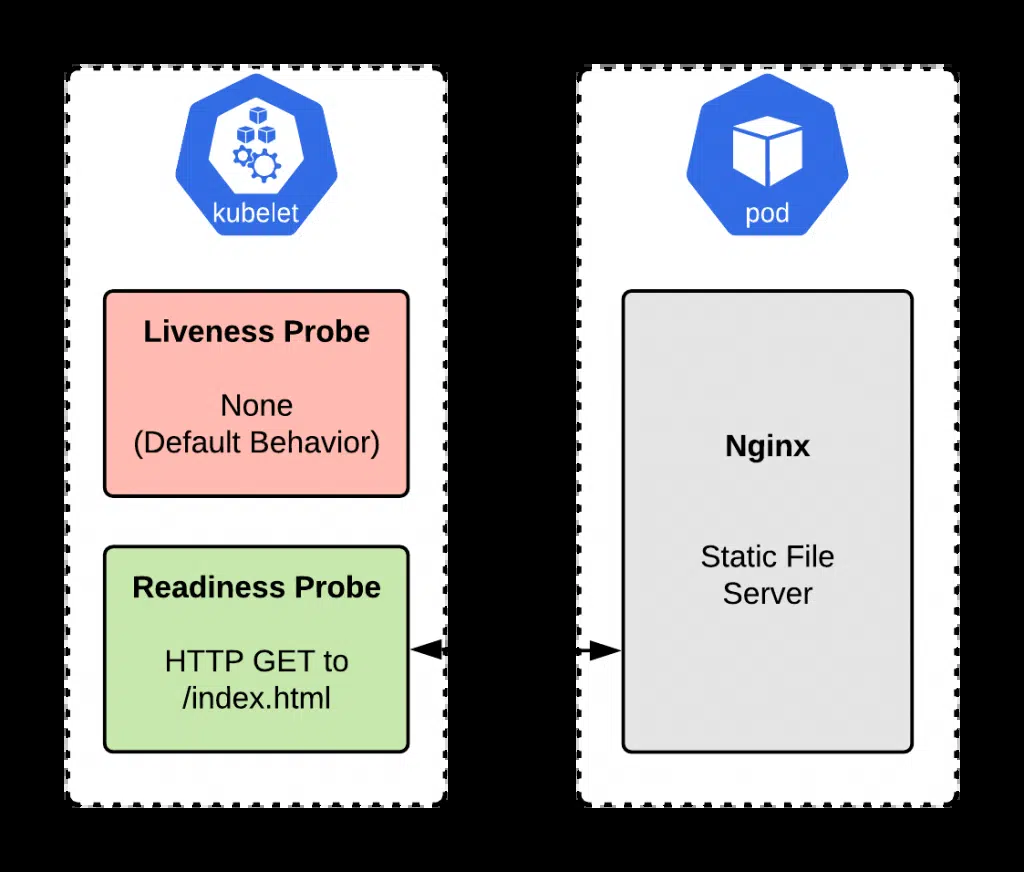 kubelet
Liveness Probe
None
(Default Behavior)
Readiness Probe
HTTP GET to
/index.html
pod
Nginx
Static File
Server